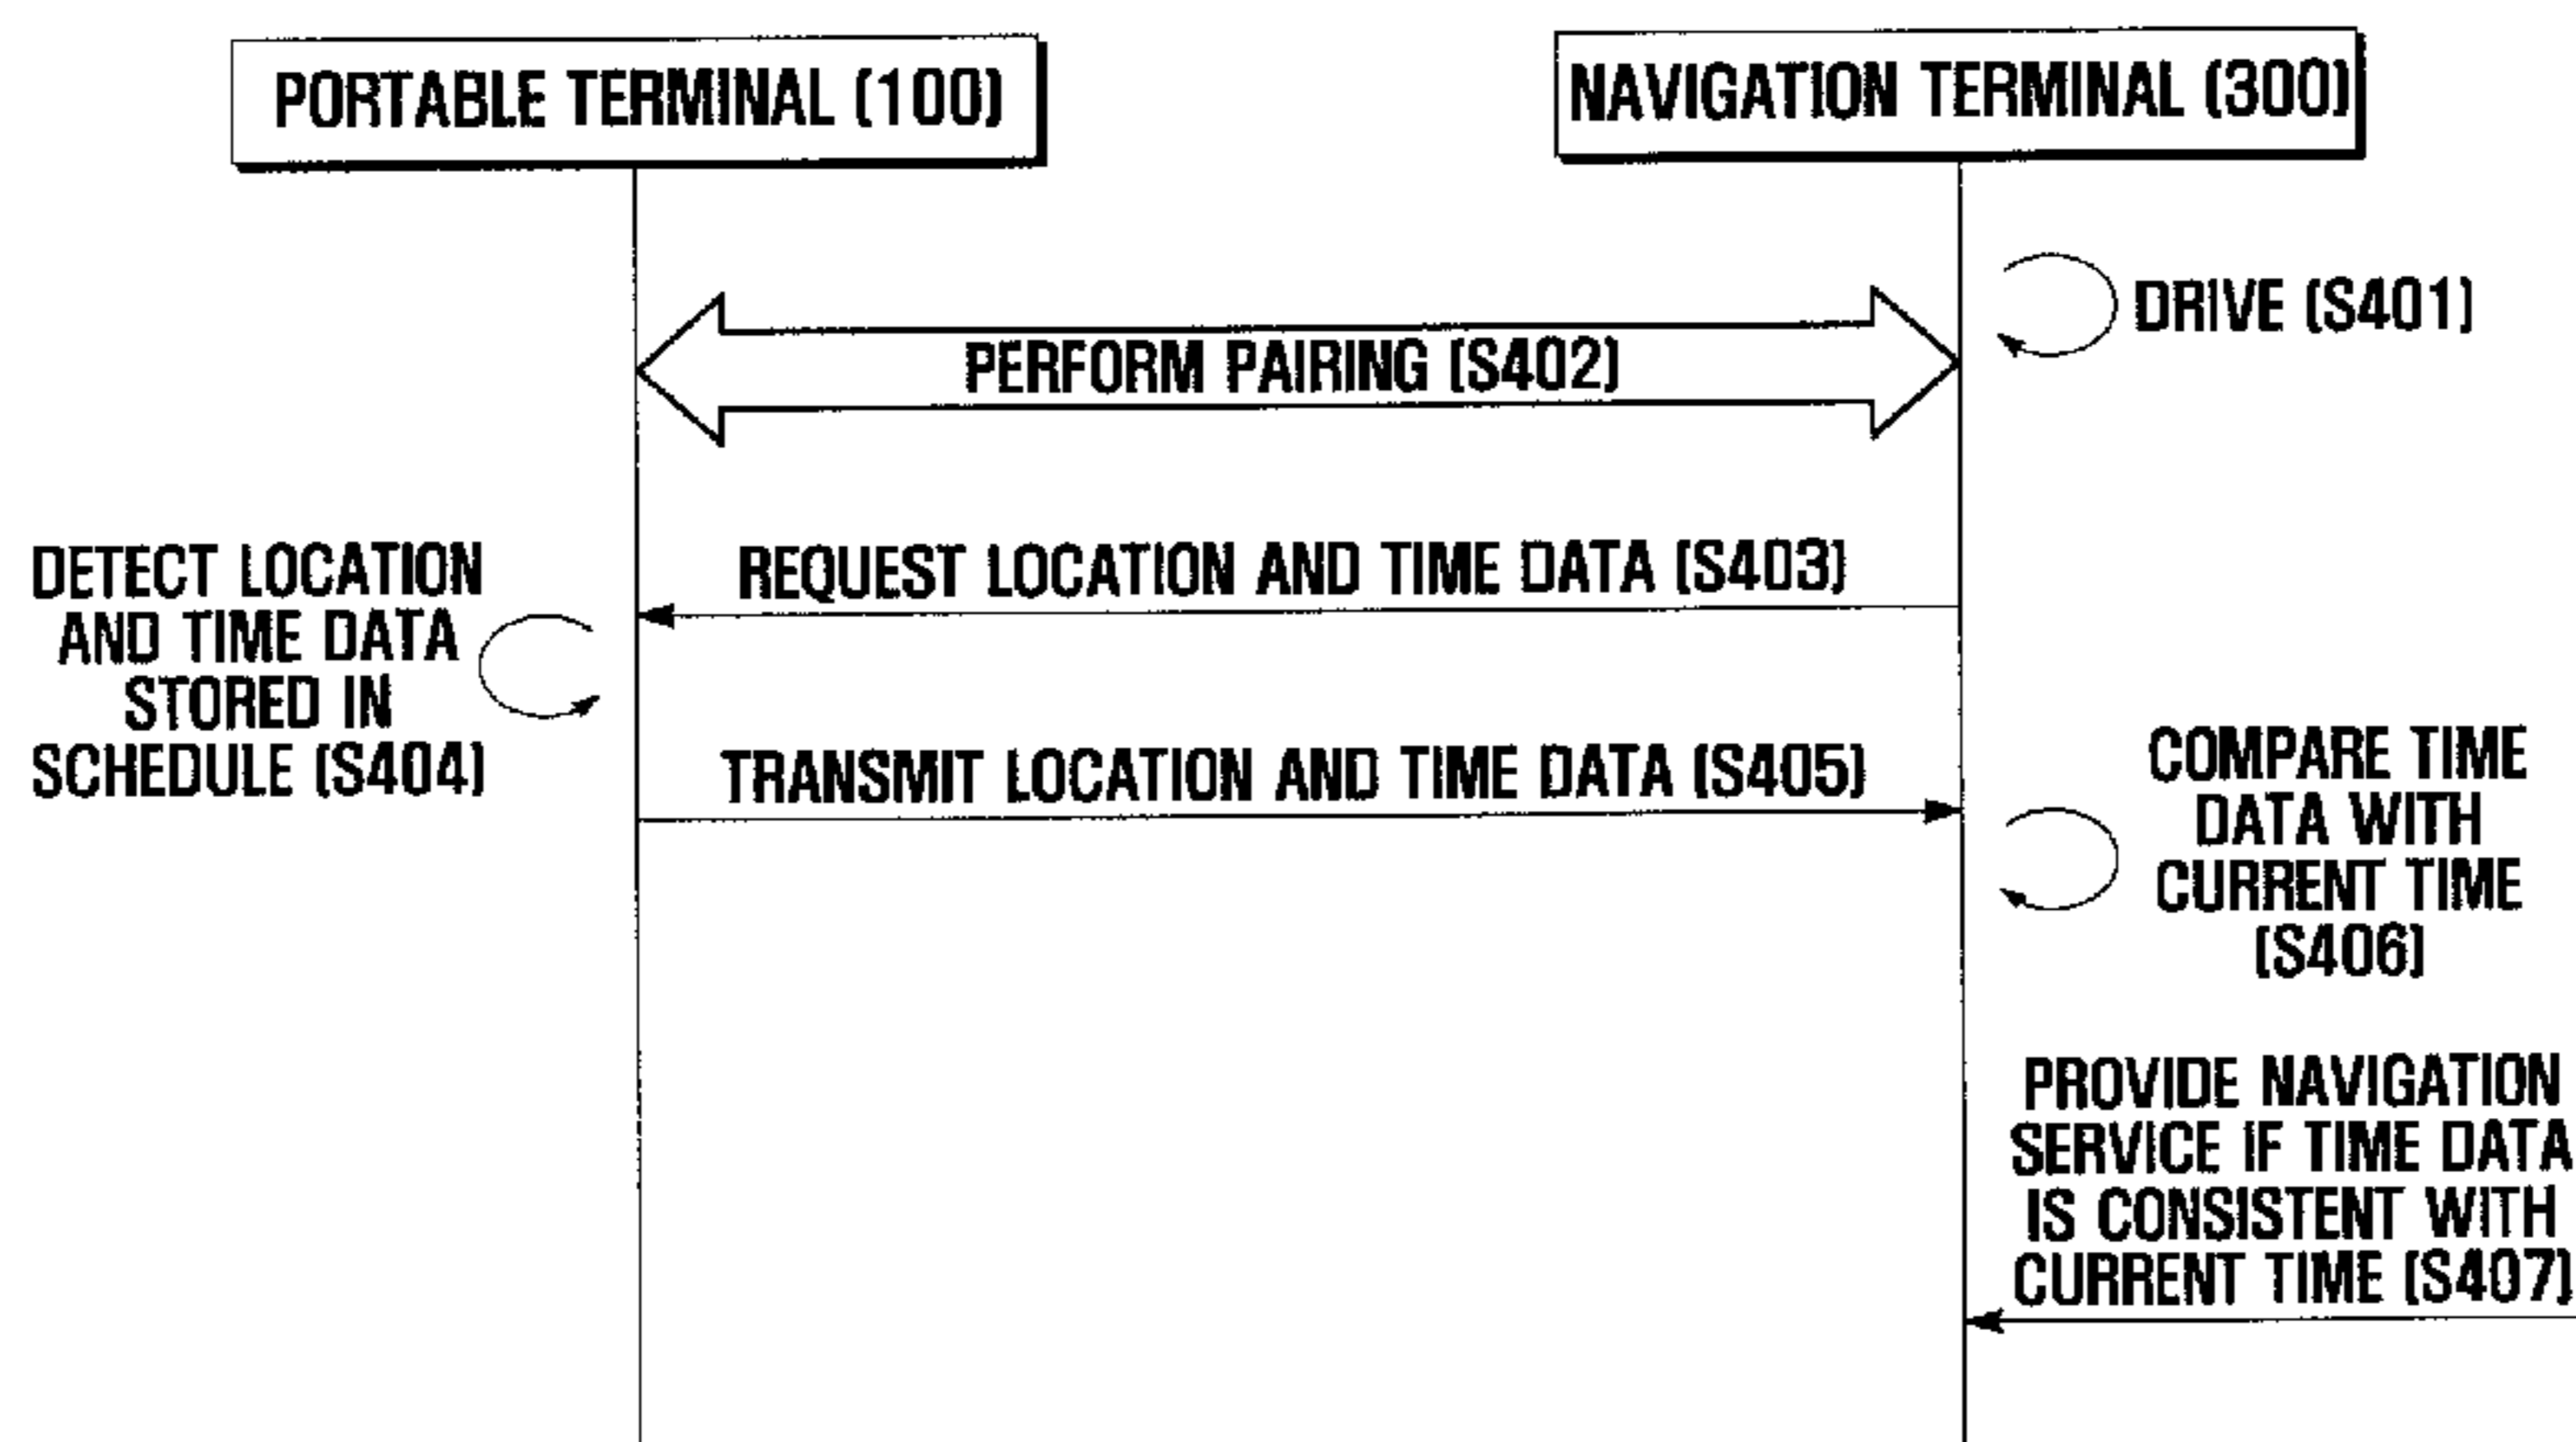 PORTABLE TERMINAL (100)
NAVIGATION TERMINAL (300)
DRIVE (S401)
PERFORM PAIRING (S402)
REQUEST LOCATION AND TIME DATA (S403)
DETECT LOCATION
AND TIME DATA
STORED IN
SCHEDULE (S404)
TRANSMIT LOCATION AND TIME DATA (S405)
COMPARE TIME
DATA WITH
CURRENT TIME
(S406)
PROVIDE NAVIGATION
SERVICE IF TIME DATA
IS CONSISTENT WITH
CURRENT TIME (S407)